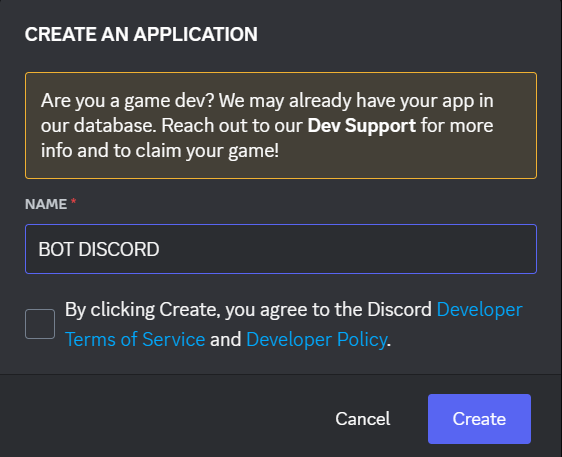 CREATE AN APPLICATION
Are you a game dev? We may already have your app in
our database. Reach out to our Dev Support for more
info and to claim your game!
NAME *
BOT DISCORD
By clicking Create, you agree to the Discord Developer
Terms of Service and Developer Policy.
Cancel
Create